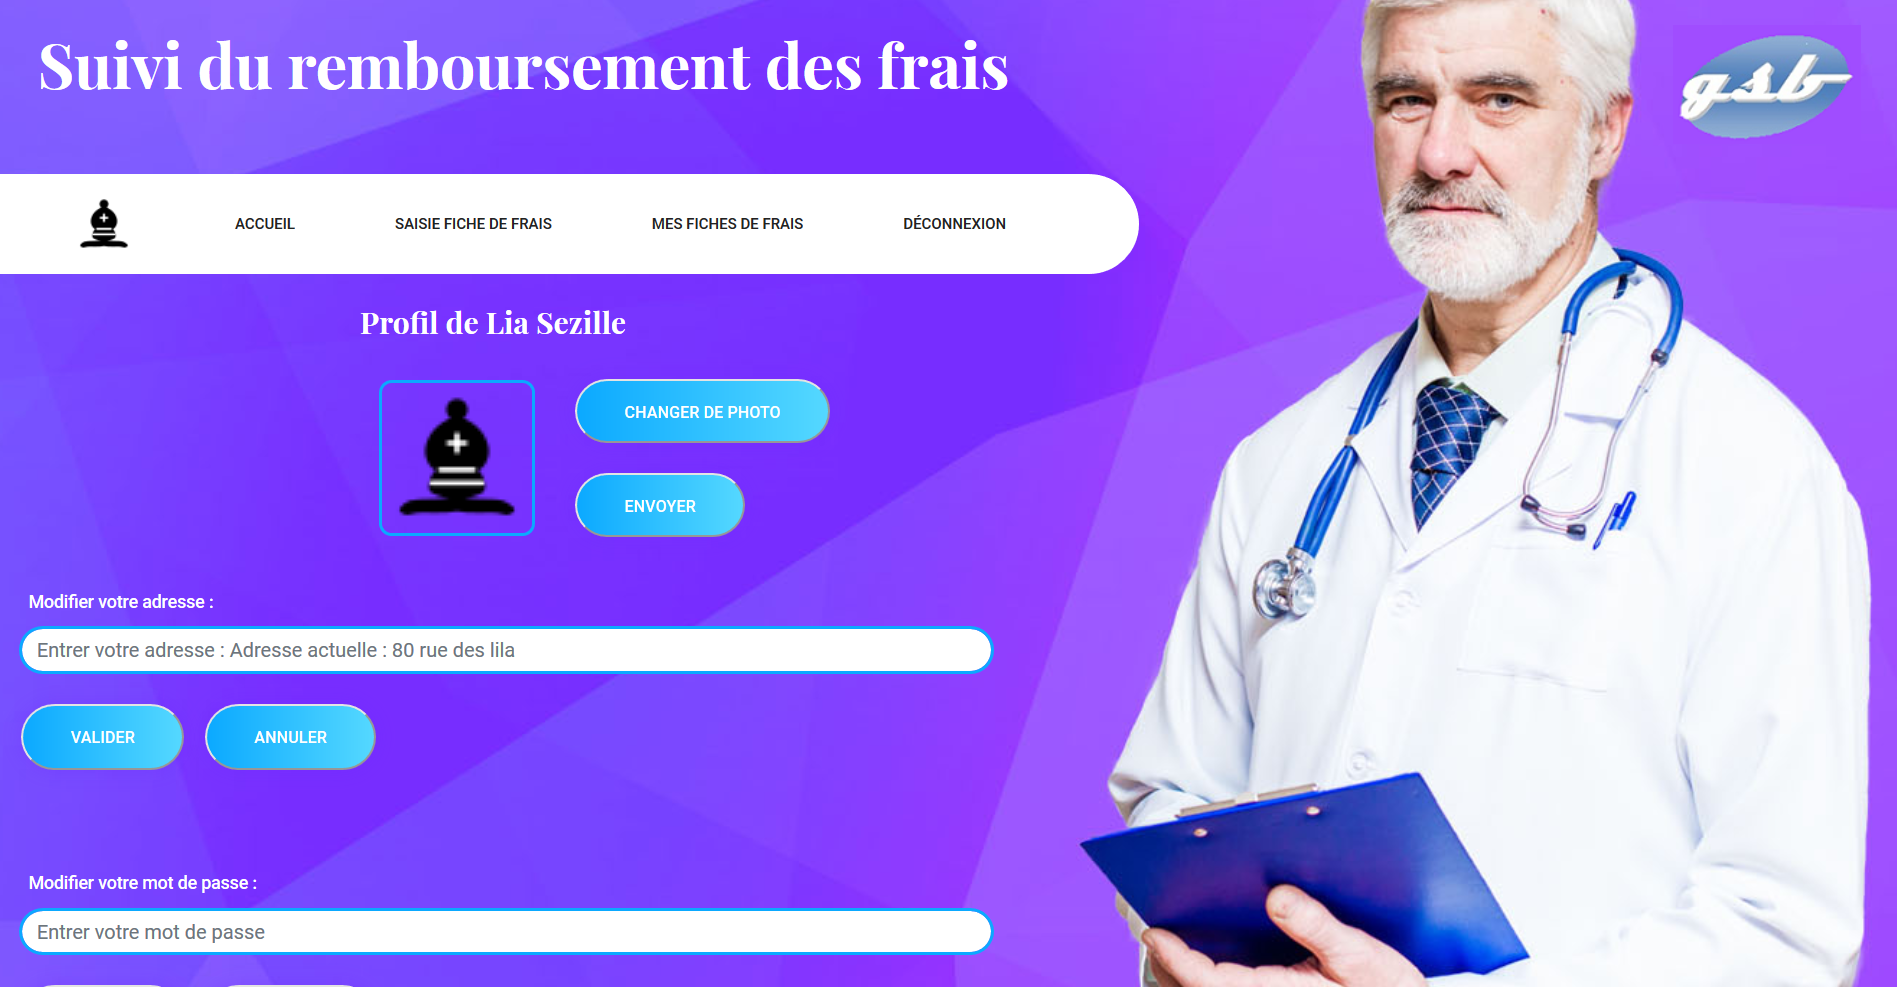 Suivi du remboursement des frais
gsb
ACCUEIL
SAISIE FICHE DE FRAIS
MES FICHES DE FRAIS
DÉCONNEXION
Profil de Lia Sezille
CHANGER DE PHOTO
ENVOYER
Modifier votre adresse :
Entrer votre adresse : Adresse actuelle : 80 rue des lila
VALIDER
ANNULER
Modifier votre mot de passe :
Entrer votre mot de passe